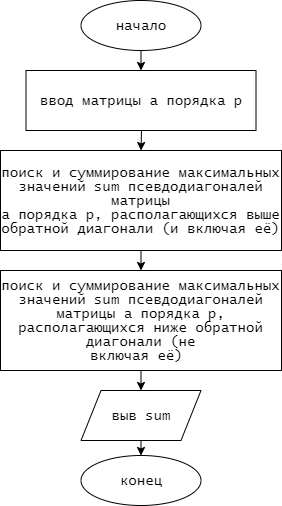 начало
ввод матрицы a порядка p
поиск и суммирование максимальных
значений sum псевдодиагоналей
матрицы
a порядка p, располагающихся выше
обратной диагонали (и включая её)
поиск и суммирование максимальных
значений sum псевдодиагоналей
матрицы a порядка p,
располагающихся ниже обратной
диагонали (не
включая её)
выв sum
конец